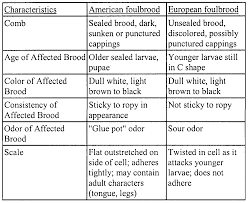 Characteristics American foulbrood European foulbrood
Comb
Sealed brood, dark,
sunken or punctured
cappings
Unsealed brood,
discolored, possibly
punctured cappings
Age of Affected Brood
Older sealed larvae,
pupae
Younger larvae still in
C shape
Color of Affected
Brood
Dull white, light
brown to black
Dull white, light
brown to black
Consistency of
Affected Brood
Sticky to ropy in
appearance
Not sticky to ropy
Odor of Affected
Brood
"Glue pot" odor
Sour odor
Scale
Flat outstretched on
side of cell; adheres
tightly; may contain
adult characters
(tongue, legs)
Twisted in cell as it
attacks younger
larvae; does not
adhere